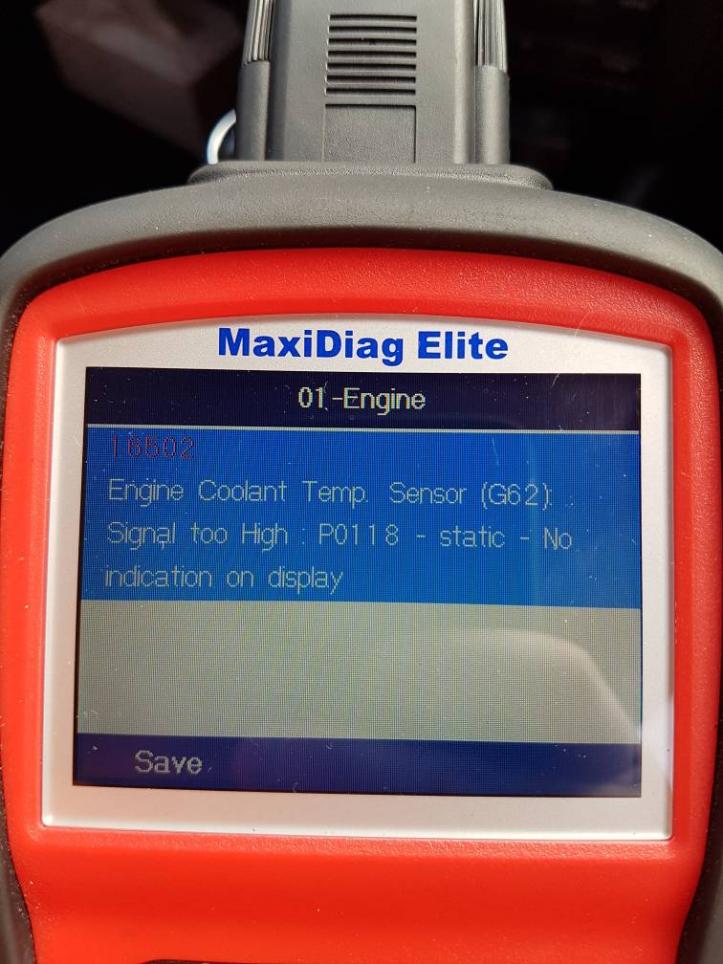 MaxiDiag Elite
01-Engine
16502
Engine Coolant Temp. Sensor (G62):
Signal too High : P0118 - static - No
indication on display
Save